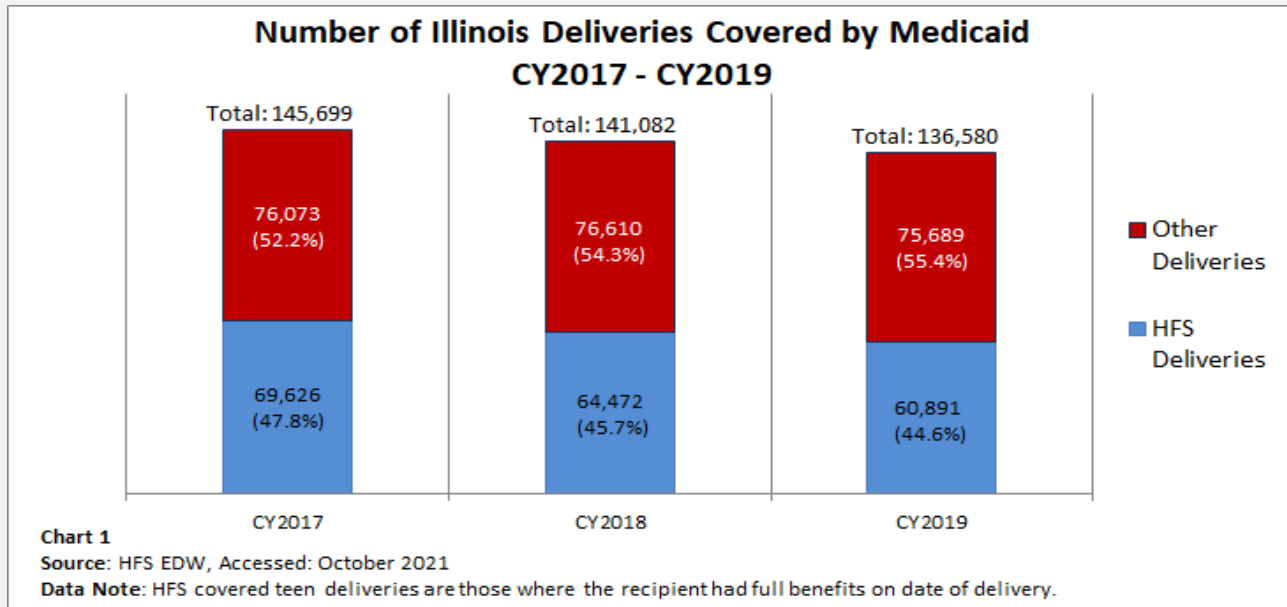 Number of Illinois Deliveries Covered by Medicaid
CY2017 - CY2019
Total: 145,699
Total: 141,082
Total: 136,580
76,073
(52.2%)
76,610
(54.3%)
75,689
(55.4%)
69,626
(47.8%)
64,472
(45.7%)
60,891
(44.6%)
Other
Deliveries
HFS
Deliveries
CY2017
CY2018
CY2019
Chart 1
Source: HFS EDW, Accessed: October 2021
Data Note: HFS covered teen deliveries are those where the recipient had full benefits on date of delivery.